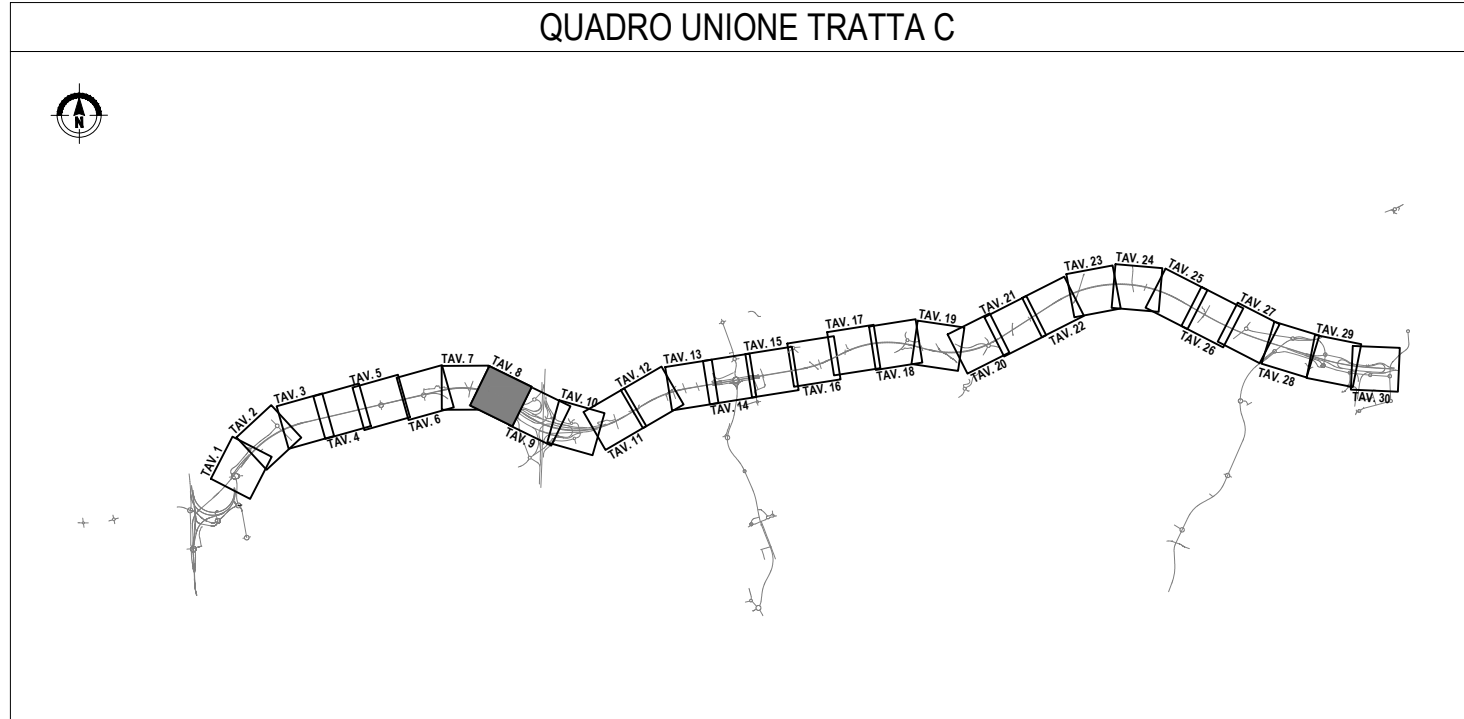 QUADRO UNIONE TRATTA C
N
TAV. 1
TAV. 2
TAV. 3
TAV. 4
TAV. 5
TAV. 6
TAV. 7
TAV. 8
TAV. 9
TAV. 10
TAV. 11
TAV. 12
TAV. 13
TAV. 14
TAV. 15
TAV. 16
TAV. 17
TAV. 18
TAV. 19
TAV. 20
TAV. 21
TAV. 22
TAV. 23
TAV. 24
TAV. 25
TAV. 26
TAV. 27
TAV. 28
TAV. 29
TAV. 30